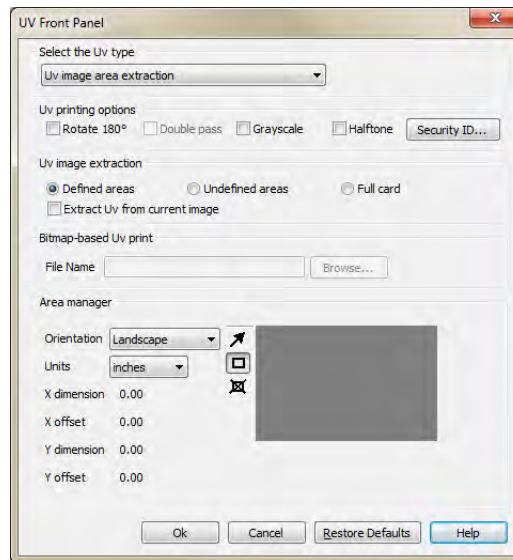 UV Front Panel
Select the Uv type
Uv image area extraction
Uv printing options
Rotate 180° Double pass Grayscale Halftone Security ID...
Uv image extraction
Defined areas Undefined areas Full card
Extract Uv from current image
Bitmap-based Uv print
File Name Browse...
Area manager
Orientation Landscape
Units inches
X dimension 0.00
X offset 0.00
Y dimension 0.00
Y offset 0.00
Ok Cancel Restore Defaults Help